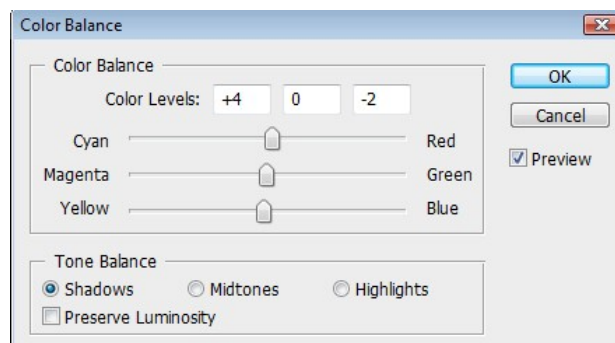 Color Balance
Color Balance
Color Levels: +4 0 -2
Cyan Red
Magenta Green
Yellow Blue
Tone Balance
Shadows Midtones Highlights
Preserve Luminosity
OK
Cancel
Preview